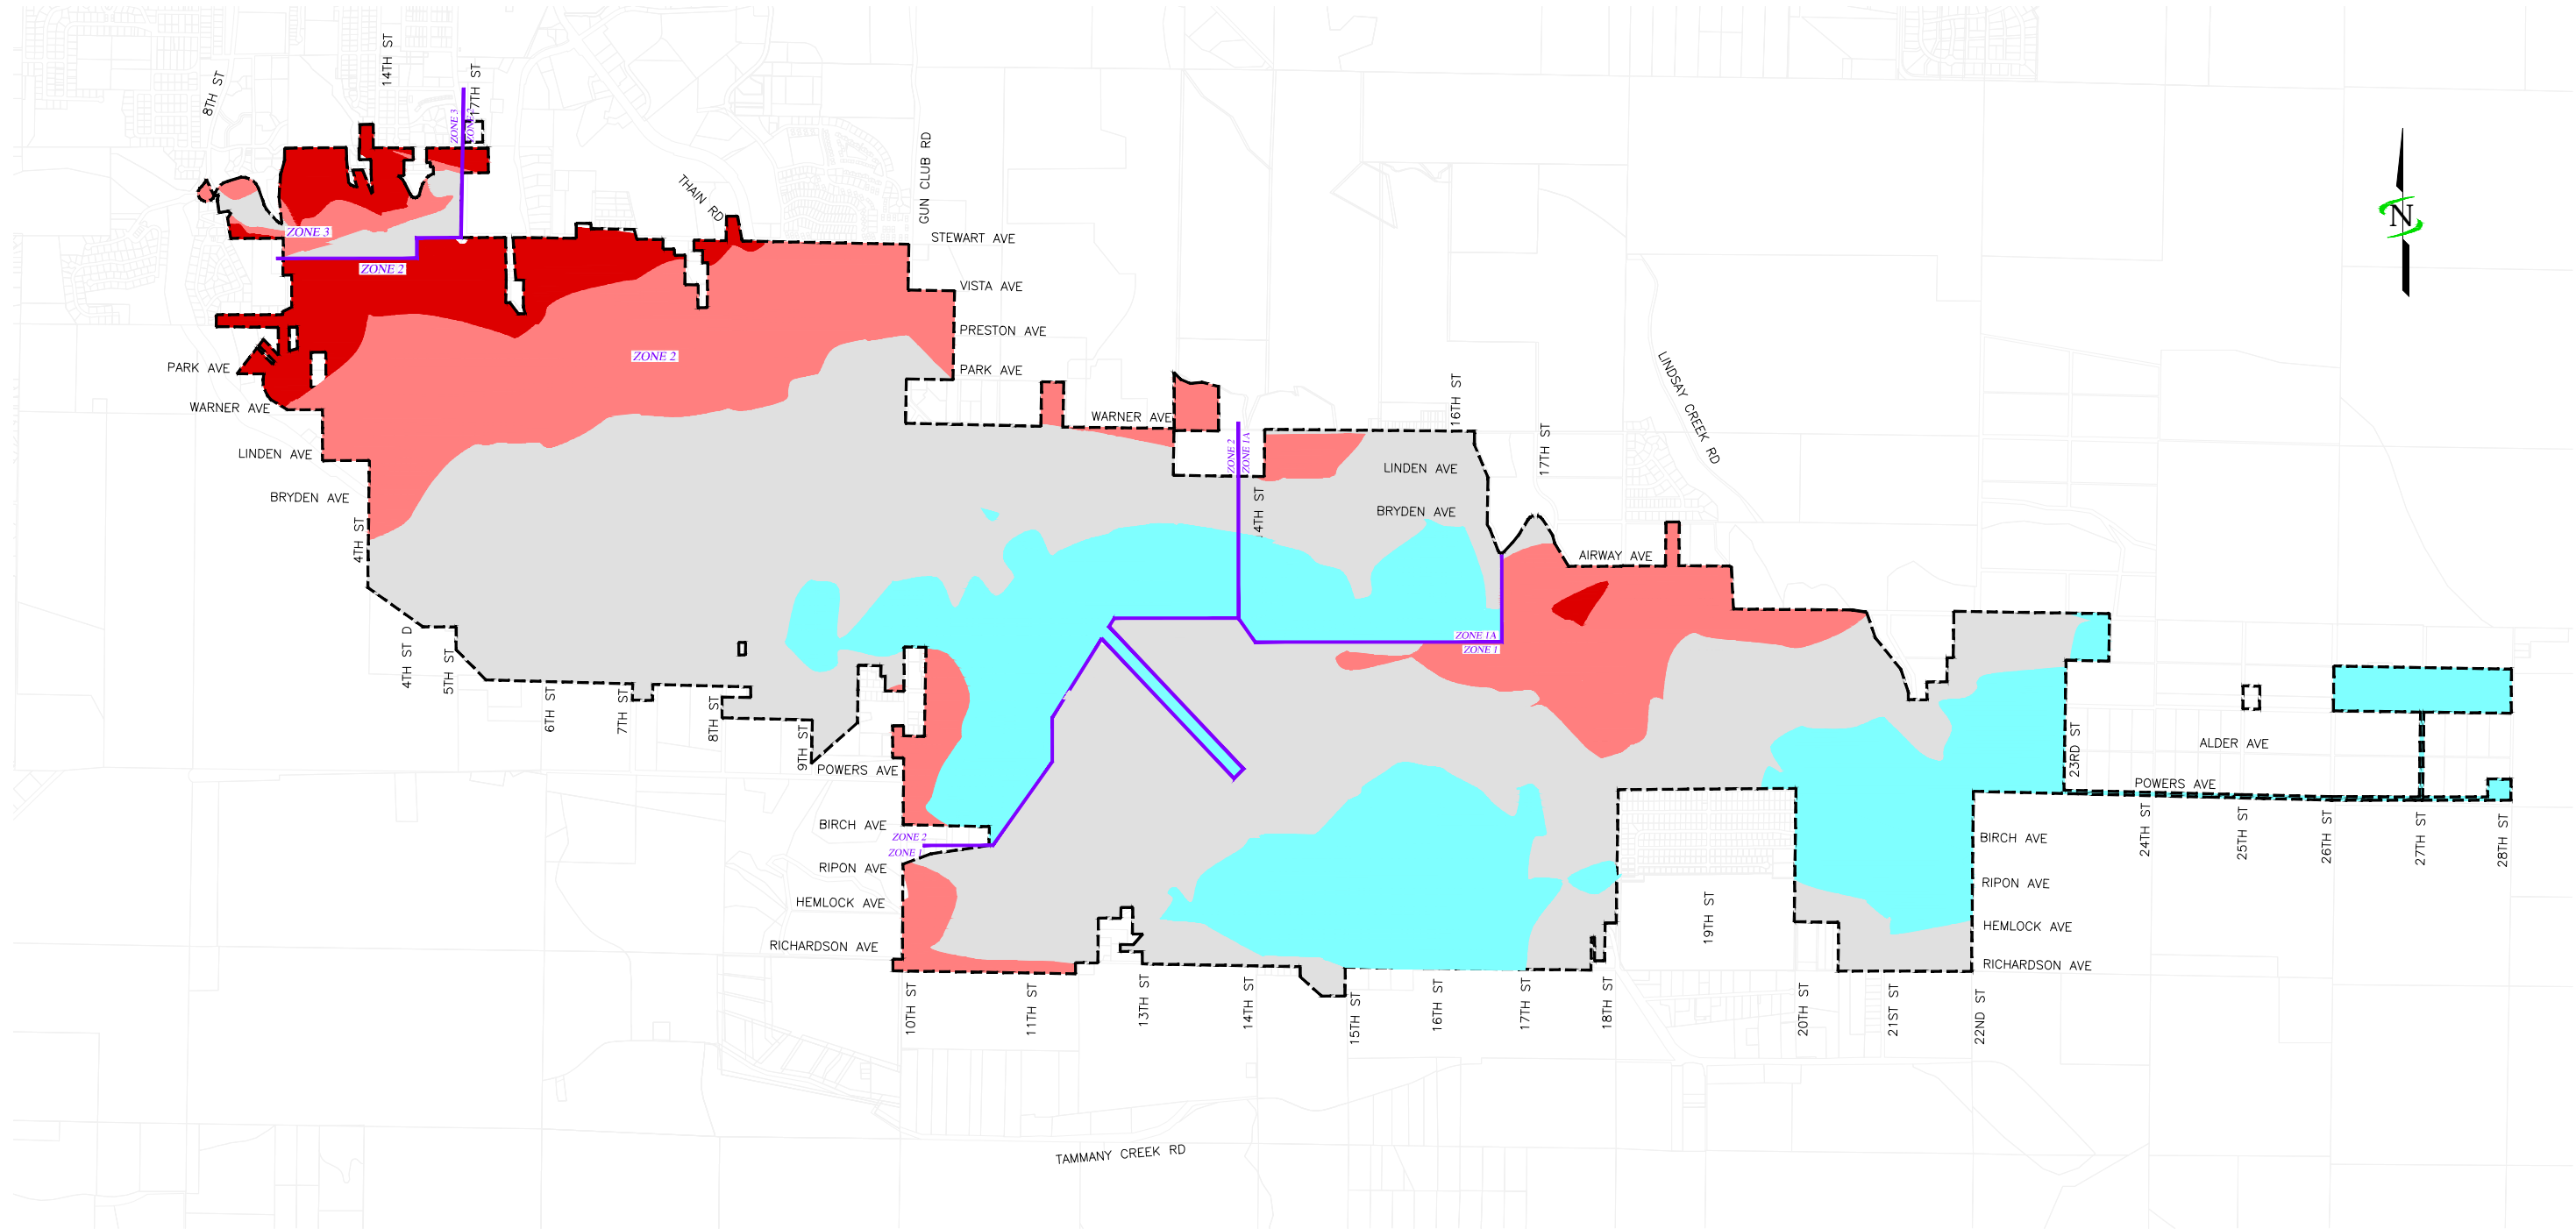 14TH ST
17TH ST
8TH ST
ZONE 3
ZONE 2
GUN CLUB RD
THAIN RD
N
ZONE 3
STEWART AVE
ZONE 2
VISTA AVE
PRESTON AVE
ZONE 2
PARK AVE
PARK AVE
WARNER AVE
WARNER AVE
16TH ST
LINDSAY CREEK RD
17TH ST
LINDEN AVE
ZONE 2
ZONE 1A
LINDEN AVE
BRYDEN AVE
14TH ST
BRYDEN AVE
4TH ST
AIRWAY AVE
4TH ST D
5TH ST
ZONE 1A
ZONE 1
6TH ST
7TH ST
8TH ST
9TH ST
23RD ST
ALDER AVE
POWERS AVE
POWERS AVE
BIRCH AVE
ZONE 2
ZONE 1
BIRCH AVE
24TH ST
25TH ST
26TH ST
27TH ST
28TH ST
RIPON AVE
RIPON AVE
HEMLOCK AVE
19TH ST
HEMLOCK AVE
RICHARDSON AVE
RICHARDSON AVE
10TH ST
11TH ST
13TH ST
14TH ST
15TH ST
16TH ST
17TH ST
18TH ST
20TH ST
21ST ST
22ND ST
TAMMANY CREEK RD